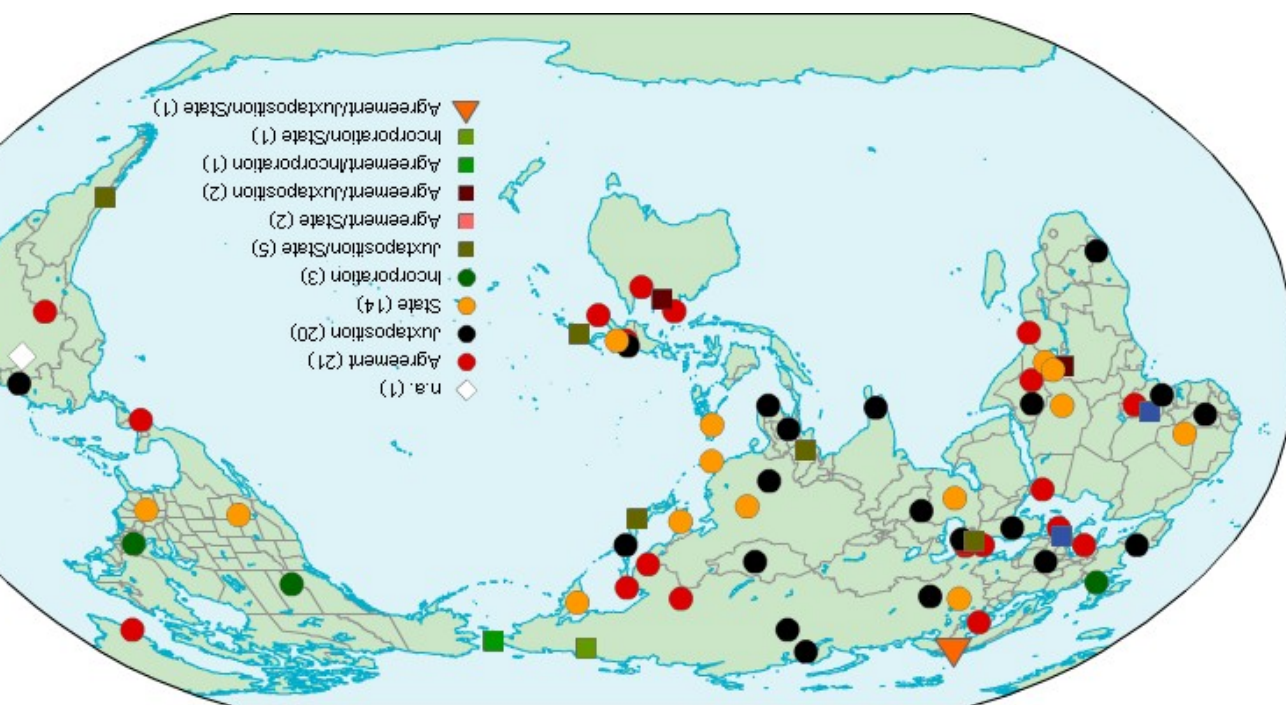 n.a. (1)
Agreement (21)
Juxtaposition (20)
State (14)
Incorporation (3)
Juxtaposition/State (5)
Agreement/State (2)
Agreement/Juxtaposition (2)
Agreement/Incorporation (1)
Incorporation/State (1)
Agreement/Juxtaposition/State (1)